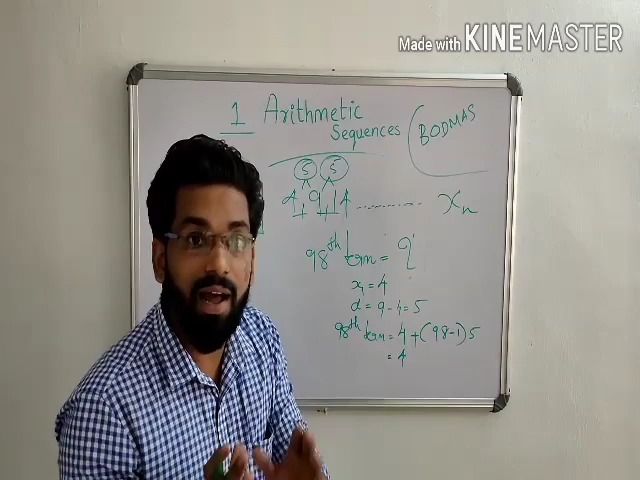 Made with KINEMASTER
1 Arithmetic
Sequences
BODMAS
5 5
4, 9, 14 .............. xn
98th term = ?
x1 = 4
d = 9 - 4 = 5
98th term = 4 + (98-1)5
= 4